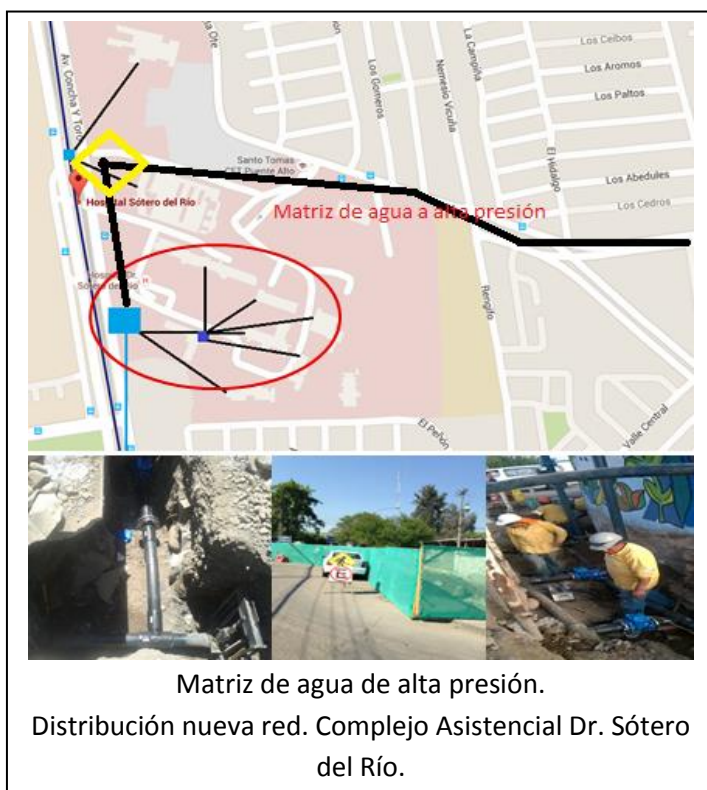 Los Ceibos
Los Aromos
Los Paltos
La Campiña
Nemesio Vicuña
Los Gomeros
El Hidalgo
Av. Concha Y Toro
Santo Tomas
CFT Puente Alto
Los Abedules
Los Cedros
Hospital Sótero del Río
Matriz de agua a alta presión
Rengifo
El Peñón
Valle Central
Matriz de agua de alta presión.
Distribución nueva red. Complejo Asistencial Dr. Sótero
del Río.